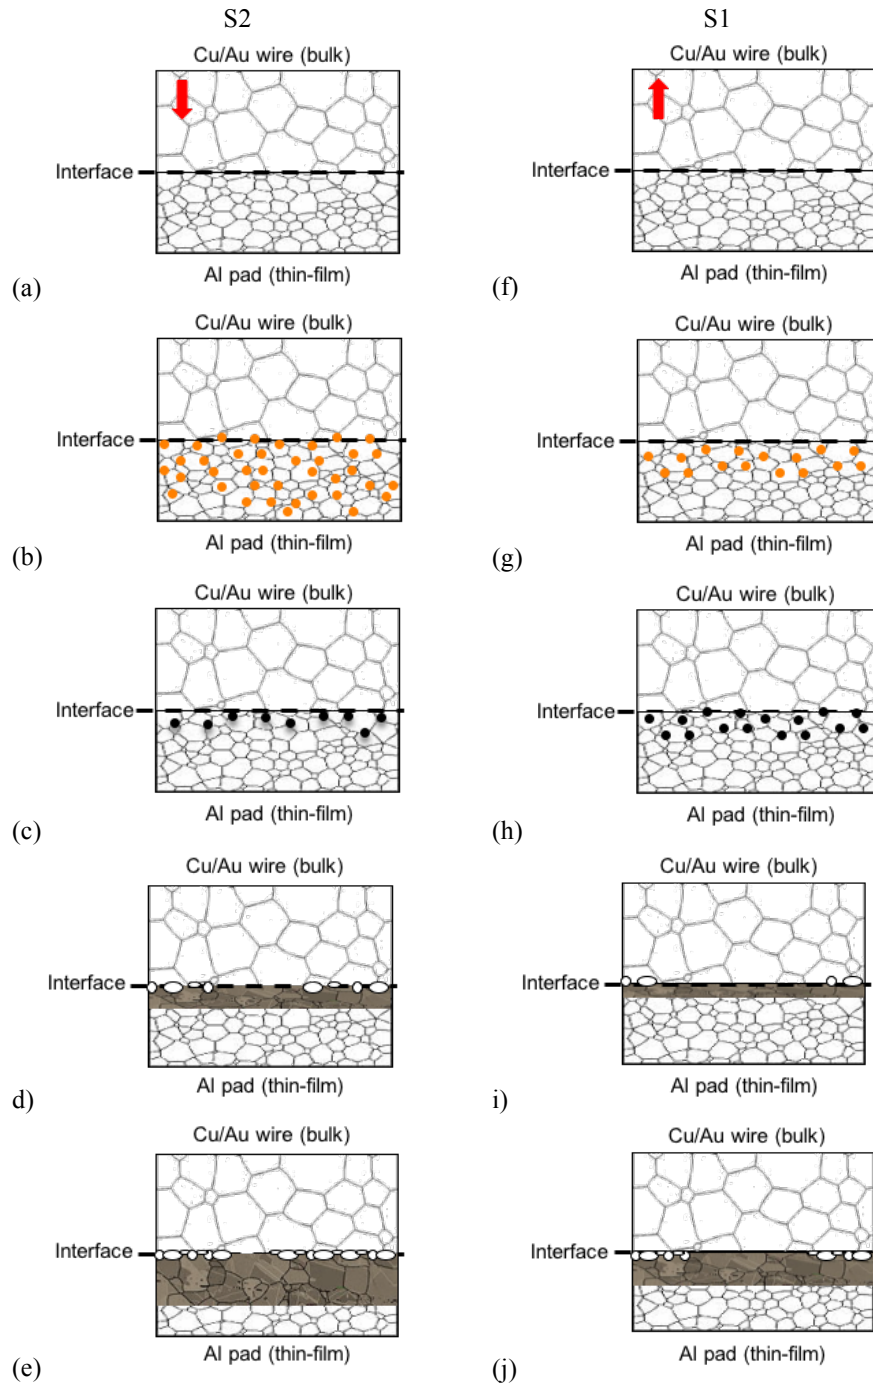 S2
S1
Cu/Au wire (bulk)
Cu/Au wire (bulk)
Interface
Interface
Al pad (thin-film)
Al pad (thin-film)
(a)
(f)
Cu/Au wire (bulk)
Cu/Au wire (bulk)
Interface
Interface
Al pad (thin-film)
Al pad (thin-film)
(b)
(g)
Cu/Au wire (bulk)
Cu/Au wire (bulk)
Interface
Interface
Al pad (thin-film)
Al pad (thin-film)
(c)
(h)
Cu/Au wire (bulk)
Cu/Au wire (bulk)
Interface
Interface
Al pad (thin-film)
Al pad (thin-film)
d)
i)
Cu/Au wire (bulk)
Cu/Au wire (bulk)
Interface
Interface
Al pad (thin-film)
Al pad (thin-film)
(e)
(j)